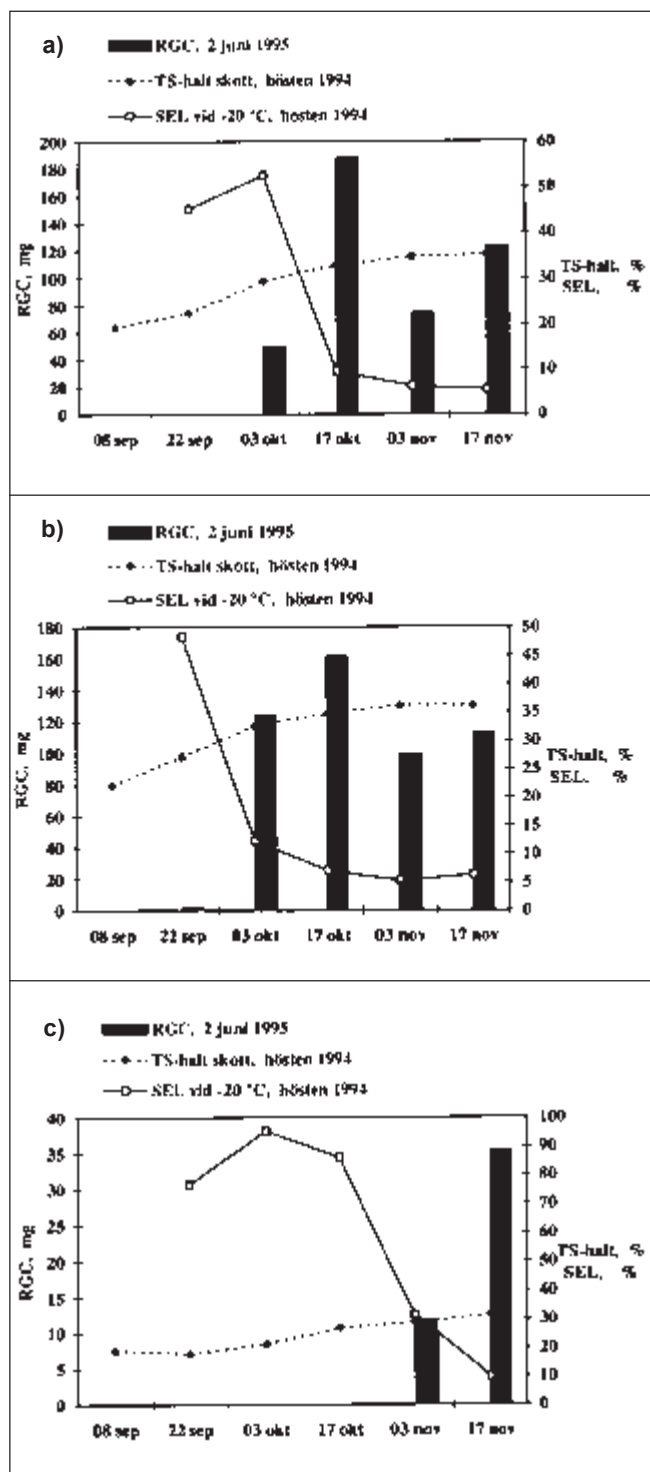 a)
RGC, 2 juni 1995
TS-halt skott, hösten 1994
SEL vid -20 °C, hösten 1994
200
180
160
140
120
100
80
60
40
20
0
RGC, mg
60
50
40
30
20
10
0
TS-halt, %
SEL, %
08 sep 22 sep 03 okt 17 okt 03 nov 17 nov
b)
RGC, 2 juni 1995
TS-halt skott, hösten 1994
SEL vid -20 °C, hösten 1994
180
160
140
120
100
80
60
40
20
0
RGC, mg
50
45
40
35
30
25
20
15
10
5
0
TS-halt, %
SEL, %
08 sep 22 sep 03 okt 17 okt 03 nov 17 nov
c)
RGC, 2 juni 1995
TS-halt skott, hösten 1994
SEL vid -20 °C, hösten 1994
40
35
30
25
20
15
10
5
0
RGC, mg
100
90
80
70
60
50
40
30
20
10
0
TS-halt, %
SEL, %
08 sep 22 sep 03 okt 17 okt 03 nov 17 nov